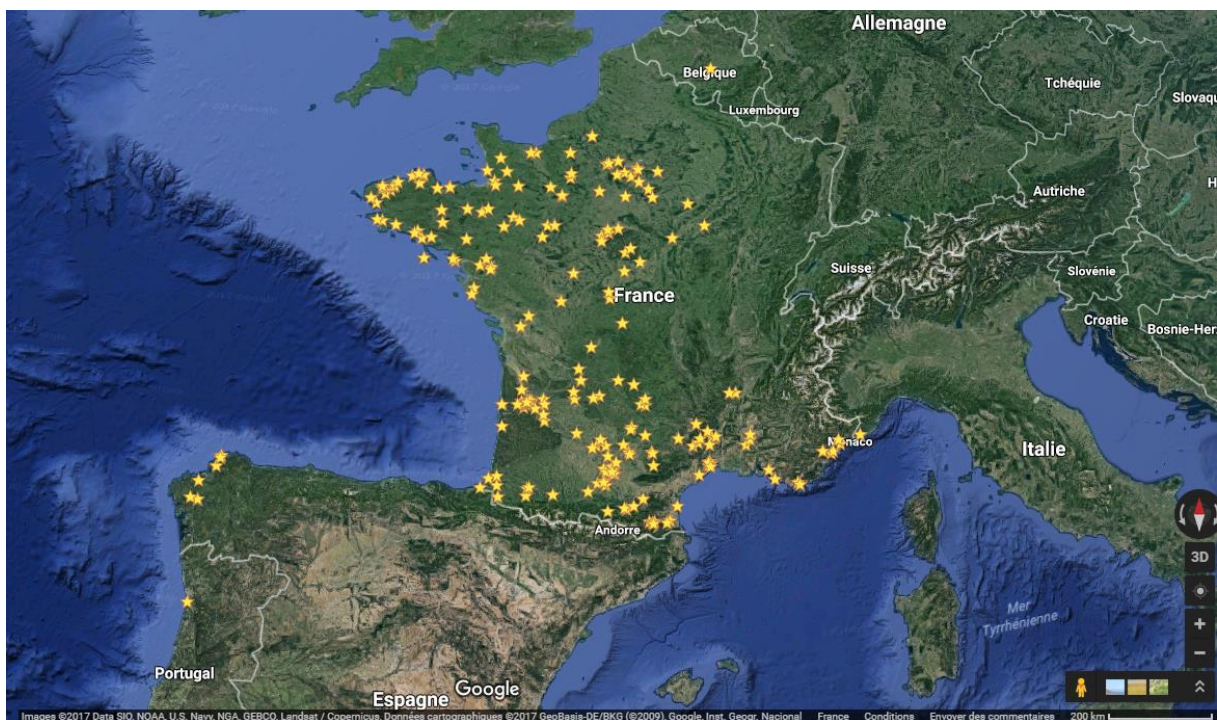 Allemagne
Belgique
Tchéquie
Luxembourg
Slovaqu
Autriche
H
Suisse
Slovénie
France
Croatie
Bosnie-Her
Monaco
Italie
Andorre
3D
Mer
Tyrrhénienne
Portugal
Espagne
Google
Images ©2017 Data SIO, NOAA, U.S. Navy, NGA, GEBCO, Landsat / Copernicus, Données cartographiques ©2017 GeoBasis-DE/BKG (©2009), Google, Inst. Geogr. Nacional France Conditions Envoyer des commentaires 200 km